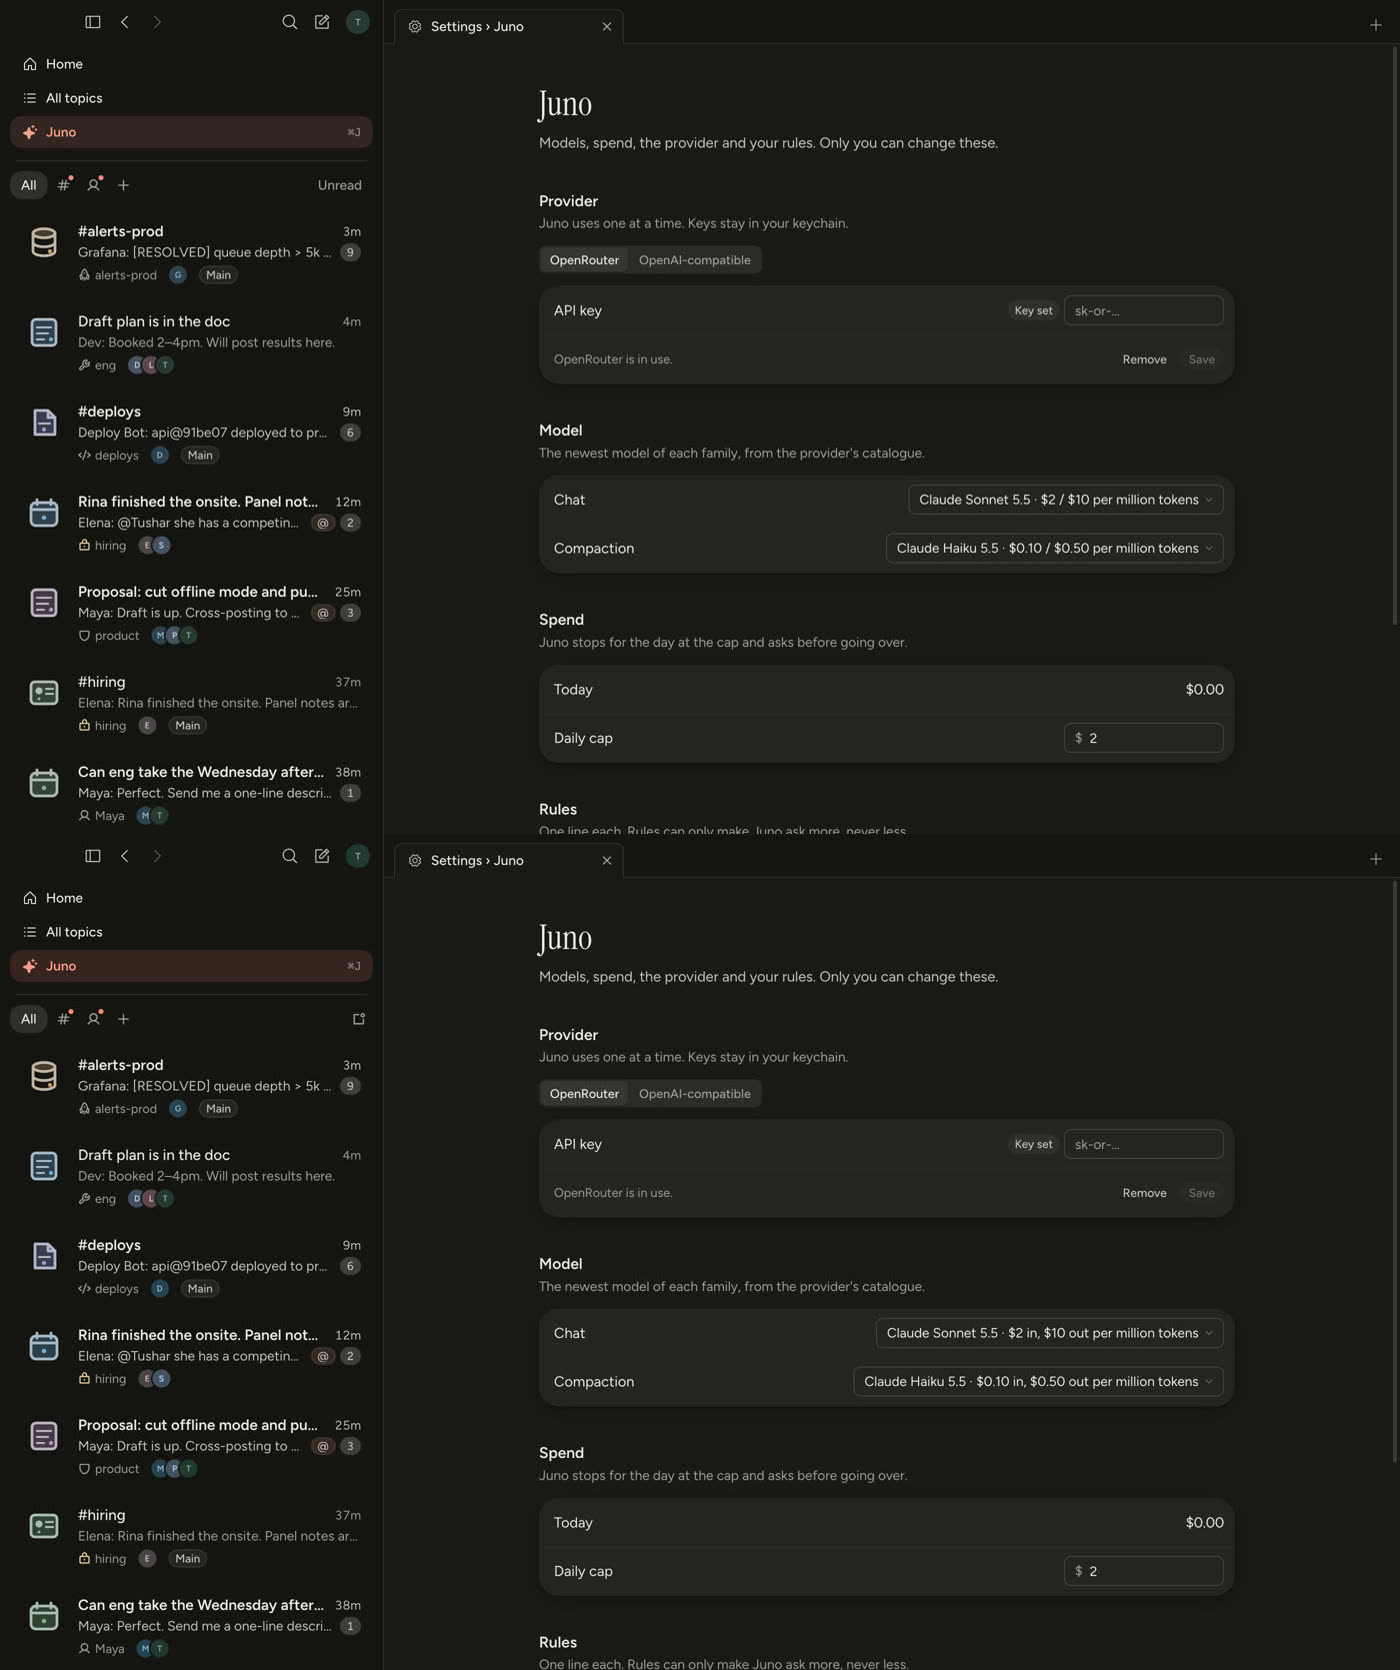 T
Settings › Juno
Home
All topics
Juno ⌘J
All Unread
#alerts-prod 3m
Grafana: [RESOLVED] queue depth > 5k ... 9
alerts-prod G Main
Draft plan is in the doc 4m
Dev: Booked 2–4pm. Will post results here.
eng D L T
#deploys 9m
Deploy Bot: api@91be07 deployed to pr... 6
deploys D Main
Rina finished the onsite. Panel not... 12m
Elena: @Tushar she has a competin... @ 2
hiring E S
Proposal: cut offline mode and pu... 25m
Maya: Draft is up. Cross-posting to ... @ 3
product M P T
#hiring 37m
Elena: Rina finished the onsite. Panel notes ar...
hiring E Main
Can eng take the Wednesday after... 38m
Maya: Perfect. Send me a one-line descri... 1
Maya M T
Juno
Models, spend, the provider and your rules. Only you can change these.
Provider
Juno uses one at a time. Keys stay in your keychain.
OpenRouter OpenAI-compatible
API key Key set sk-or-...
OpenRouter is in use. Remove Save
Model
The newest model of each family, from the provider's catalogue.
Chat Claude Sonnet 5.5 · $2 / $10 per million tokens
Compaction Claude Haiku 5.5 · $0.10 / $0.50 per million tokens
Spend
Juno stops for the day at the cap and asks before going over.
Today $0.00
Daily cap $ 2
Rules
One line each. Rules can only make Juno ask more, never less.
T
Settings › Juno
Home
All topics
Juno ⌘J
All
#alerts-prod 3m
Grafana: [RESOLVED] queue depth > 5k ... 9
alerts-prod G Main
Draft plan is in the doc 4m
Dev: Booked 2–4pm. Will post results here.
eng D L T
#deploys 9m
Deploy Bot: api@91be07 deployed to pr... 6
deploys D Main
Rina finished the onsite. Panel not... 12m
Elena: @Tushar she has a competin... @ 2
hiring E S
Proposal: cut offline mode and pu... 25m
Maya: Draft is up. Cross-posting to ... @ 3
product M P T
#hiring 37m
Elena: Rina finished the onsite. Panel notes ar...
hiring E Main
Can eng take the Wednesday after... 38m
Maya: Perfect. Send me a one-line descri... 1
Maya M T
Juno
Models, spend, the provider and your rules. Only you can change these.
Provider
Juno uses one at a time. Keys stay in your keychain.
OpenRouter OpenAI-compatible
API key Key set sk-or-...
OpenRouter is in use. Remove Save
Model
The newest model of each family, from the provider's catalogue.
Chat Claude Sonnet 5.5 · $2 in, $10 out per million tokens
Compaction Claude Haiku 5.5 · $0.10 in, $0.50 out per million tokens
Spend
Juno stops for the day at the cap and asks before going over.
Today $0.00
Daily cap $ 2
Rules
One line each. Rules can only make Juno ask more, never less.